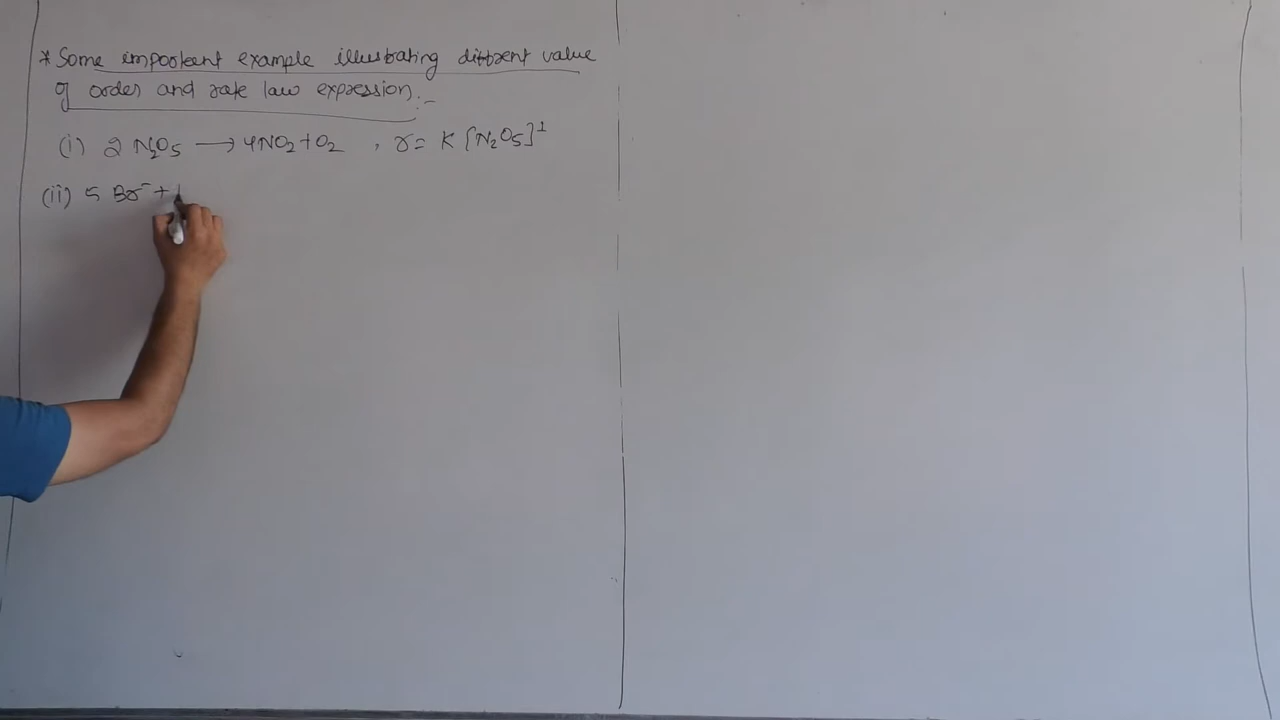 * Some important example illustrating diffrent value
of order and rate law expression :-
(i) 2 N₂O₅ → 4NO₂ + O₂ , r = K [N₂O₅]¹
(ii) 5 Br⁻ +